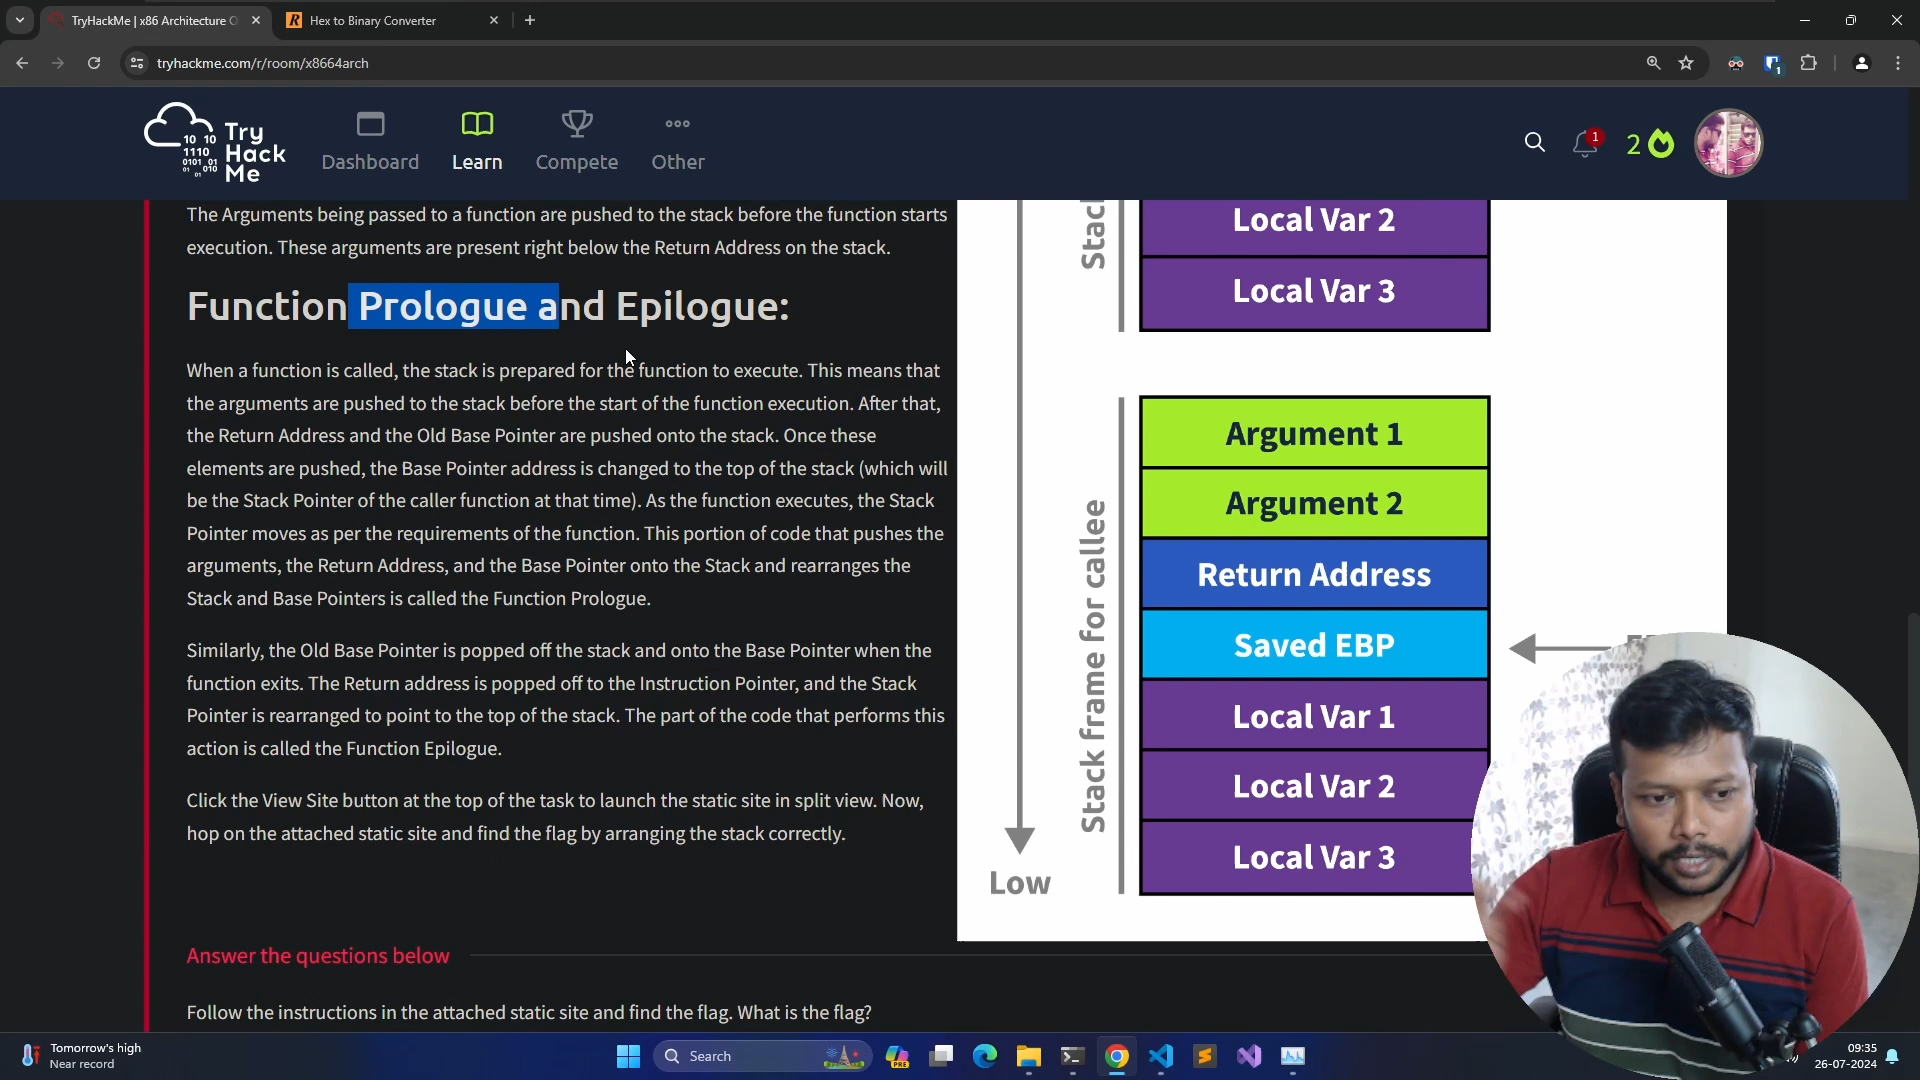 TryHackMe | x86 Architecture O
Hex to Binary Converter
tryhackme.com/r/room/x8664arch
Try
Hack
Me
10 10
1110
0101 01
01 010
Dashboard
Learn
Compete
Other
1
2
The Arguments being passed to a function are pushed to the stack before the function starts
execution. These arguments are present right below the Return Address on the stack.
Function Prologue and Epilogue:
When a function is called, the stack is prepared for the function to execute. This means that
the arguments are pushed to the stack before the start of the function execution. After that,
the Return Address and the Old Base Pointer are pushed onto the stack. Once these
elements are pushed, the Base Pointer address is changed to the top of the stack (which will
be the Stack Pointer of the caller function at that time). As the function executes, the Stack
Pointer moves as per the requirements of the function. This portion of code that pushes the
arguments, the Return Address, and the Base Pointer onto the Stack and rearranges the
Stack and Base Pointers is called the Function Prologue.
Similarly, the Old Base Pointer is popped off the stack and onto the Base Pointer when the
function exits. The Return address is popped off to the Instruction Pointer, and the Stack
Pointer is rearranged to point to the top of the stack. The part of the code that performs this
action is called the Function Epilogue.
Click the View Site button at the top of the task to launch the static site in split view. Now,
hop on the attached static site and find the flag by arranging the stack correctly.
Stack
Local Var 2
Local Var 3
Stack frame for callee
Argument 1
Argument 2
Return Address
Saved EBP
Local Var 1
Local Var 2
Local Var 3
Low
Answer the questions below
Follow the instructions in the attached static site and find the flag. What is the flag?
Tomorrow's high
Near record
Search
PRE
09:35
26-07-2024